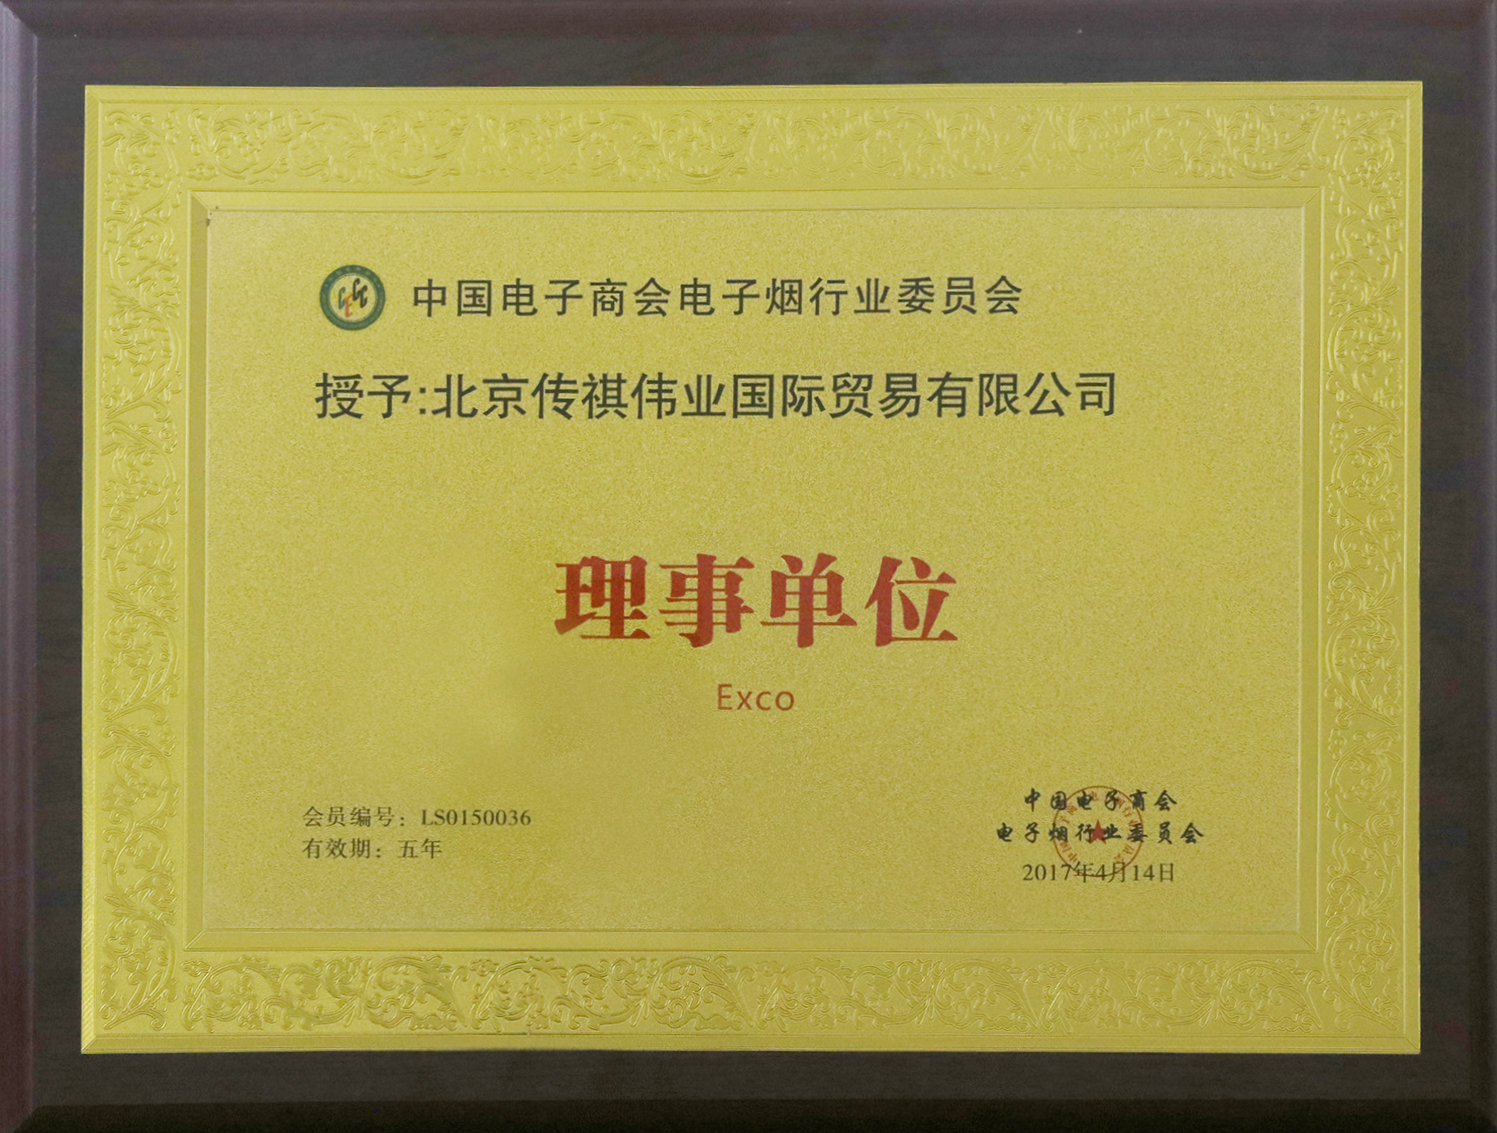 中国电子商会电子烟行业委员会
授予:北京传祺伟业国际贸易有限公司
理事单位
Exco
会员编号：LS0150036
有效期：五年
中国电子商会
电子烟行业委员会
2017年4月14日